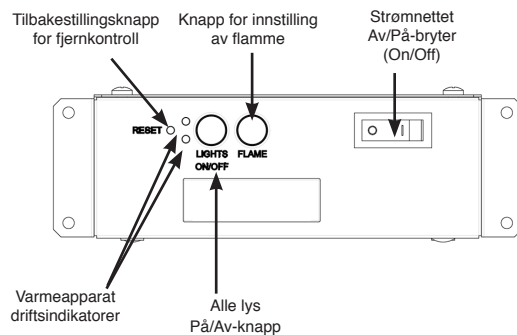 Tilbakestillingsknapp
for fjernkontroll
Knapp for innstilling
av flamme
Strømnettet
Av/På-bryter
(On/Off)
RESET
LIGHTS
ON/OFF
FLAME
Varmeapparat
driftsindikatorer
Alle lys
På/Av-knapp